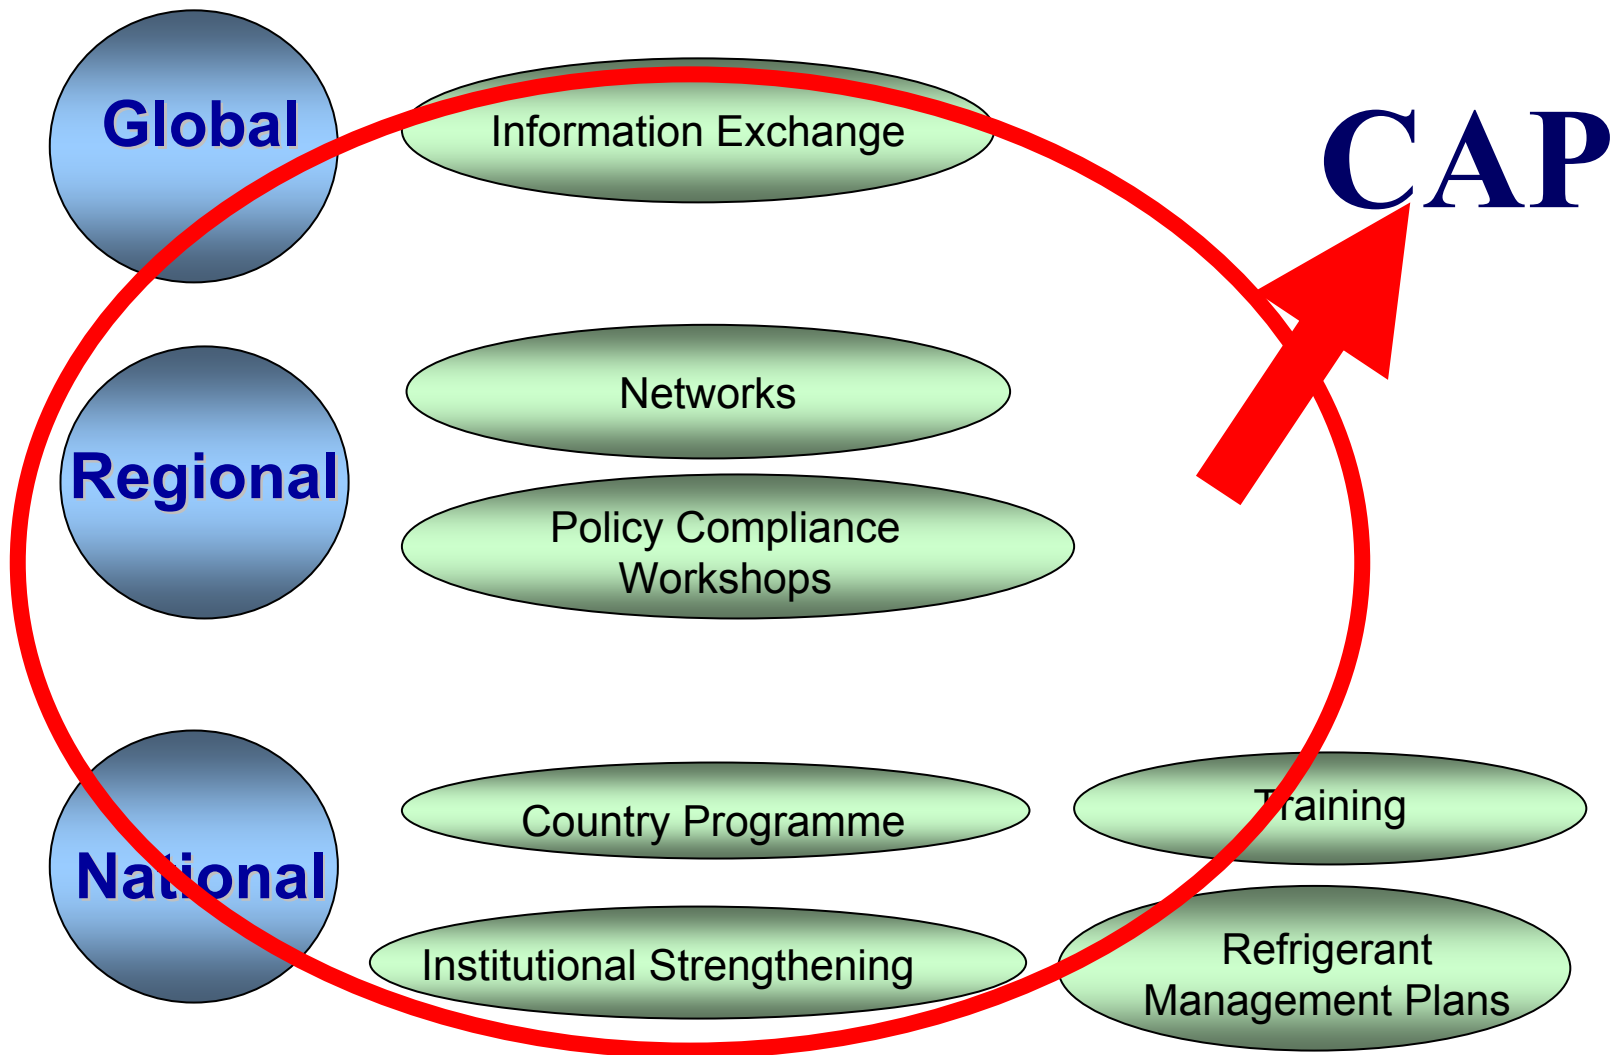 Global
Information Exchange
CAP
Networks
Regional
Policy Compliance
Workshops
Country Programme
Training
National
Institutional Strengthening
Refrigerant
Management Plans